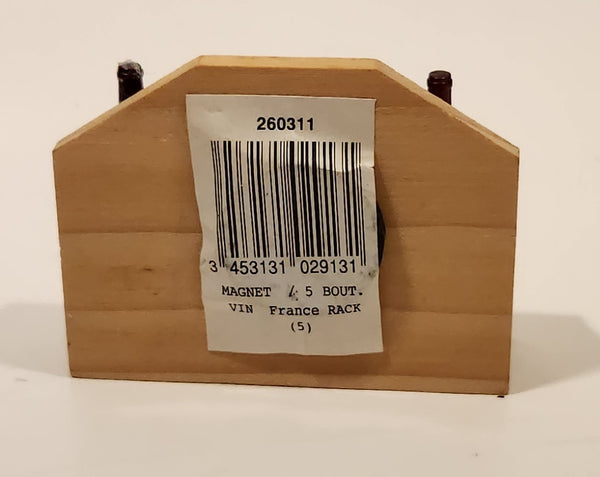 260311
3 453131 029131
MAGNET / 5 BOUT.
VIN France RACK
(5)